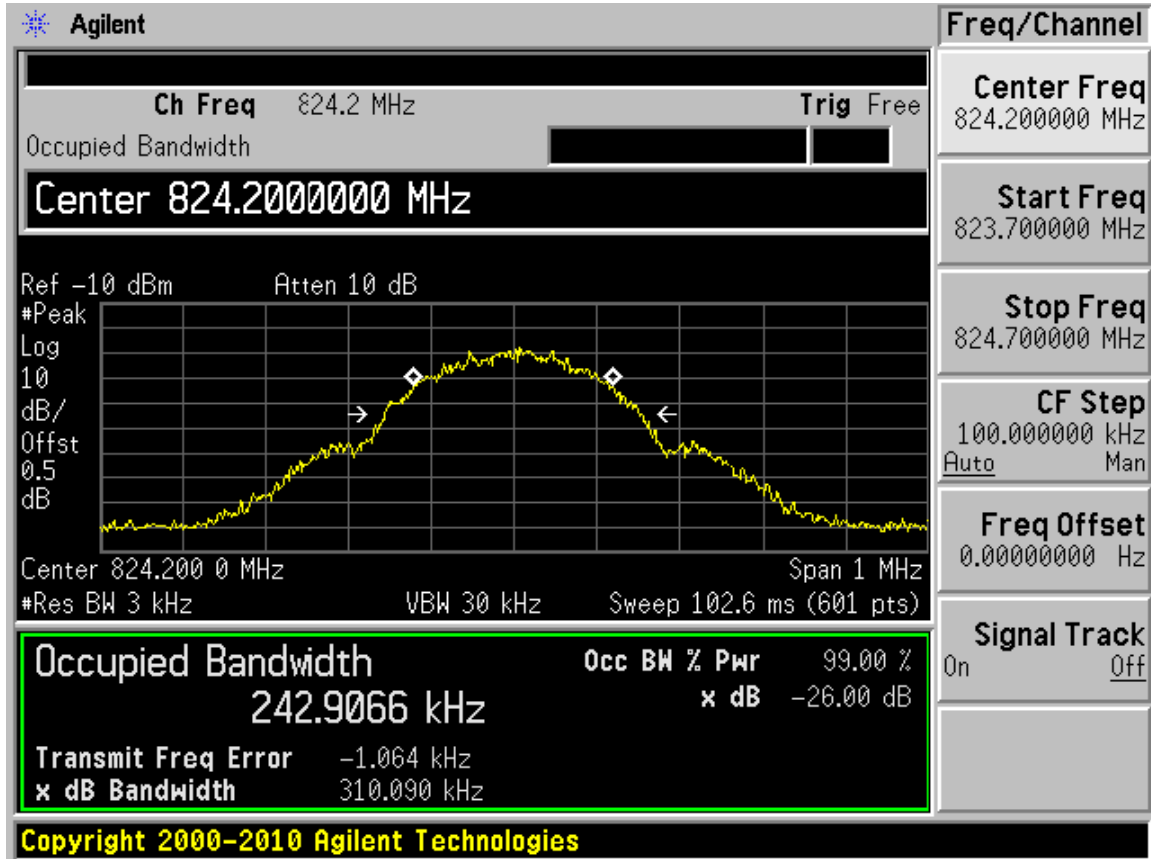 Agilent
Freq/Channel
Ch Freq 824.2 MHz Trig Free
Occupied Bandwidth
Center 824.2000000 MHz
Ref -10 dBm Atten 10 dB
#Peak
Log
10
dB/
Offst
0.5
dB
Center 824.200 0 MHz Span 1 MHz
#Res BW 3 kHz VBW 30 kHz Sweep 102.6 ms (601 pts)
Occupied Bandwidth
242.9066 kHz
Occ BW % Pwr 99.00 %
x dB -26.00 dB
Transmit Freq Error -1.064 kHz
x dB Bandwidth 310.090 kHz
Copyright 2000-2010 Agilent Technologies
Center Freq
824.200000 MHz
Start Freq
823.700000 MHz
Stop Freq
824.700000 MHz
CF Step
100.000000 kHz
Auto Man
Freq Offset
0.00000000 Hz
Signal Track
On Off